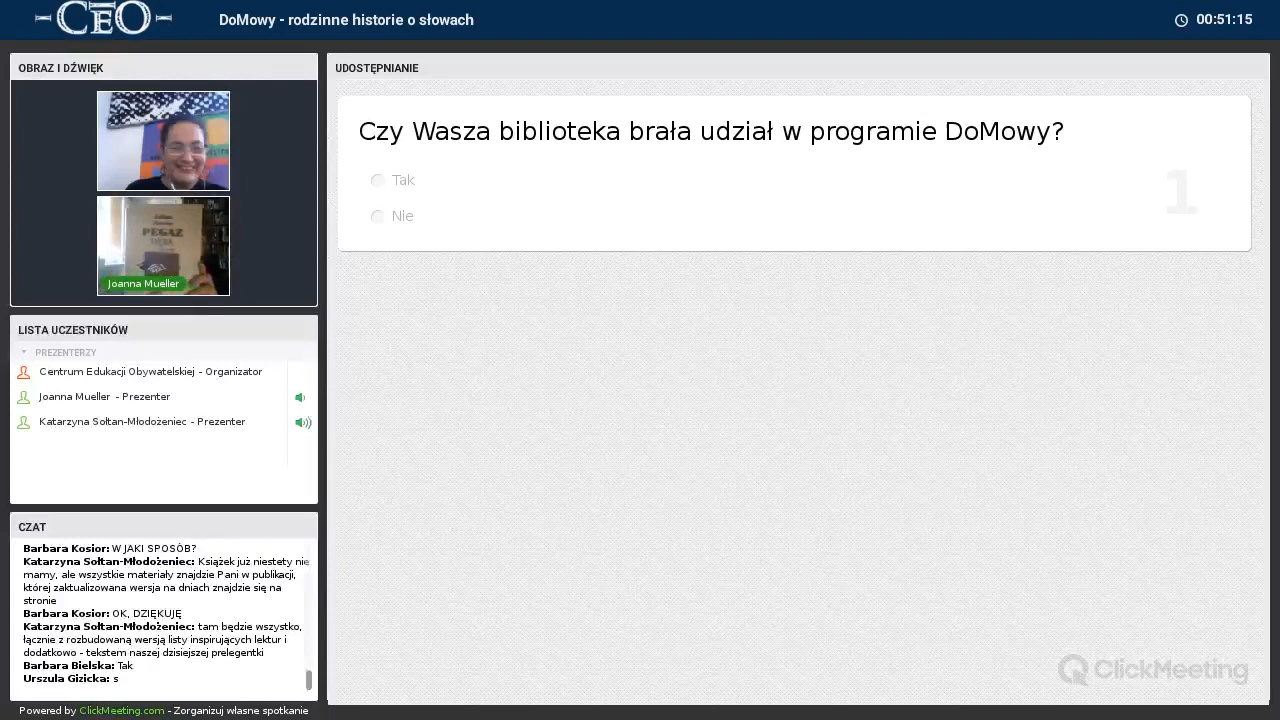 CEO
DoMowy - rodzinne historie o słowach
00:51:15
OBRAZ I DŹWIĘK
PEGAZ
DĘBA
Joanna Mueller
LISTA UCZESTNIKÓW
PREZENTERZY
Centrum Edukacji Obywatelskiej - Organizator
Joanna Mueller - Prezenter
Katarzyna Sołtan-Młodożeniec - Prezenter
CZAT
Barbara Kosior: W JAKI SPOSÓB?
Katarzyna Sołtan-Młodożeniec: Książek już niestety nie
mamy, ale wszystkie materiały znajdzie Pani w publikacji,
której zaktualizowana wersja na dniach znajdzie się na
stronie
Barbara Kosior: OK, DZIĘKUJĘ
Katarzyna Sołtan-Młodożeniec: tam będzie wszystko,
łącznie z rozbudowaną wersją listy inspirujących lektur i
dodatkowo - tekstem naszej dzisiejszej prelegentki
Barbara Bielska: Tak
Urszula Gizicka: s
Powered by ClickMeeting.com - Zorganizuj własne spotkanie
UDOSTĘPNIANIE
Czy Wasza biblioteka brała udział w programie DoMowy?
Tak
Nie
1
ClickMeeting